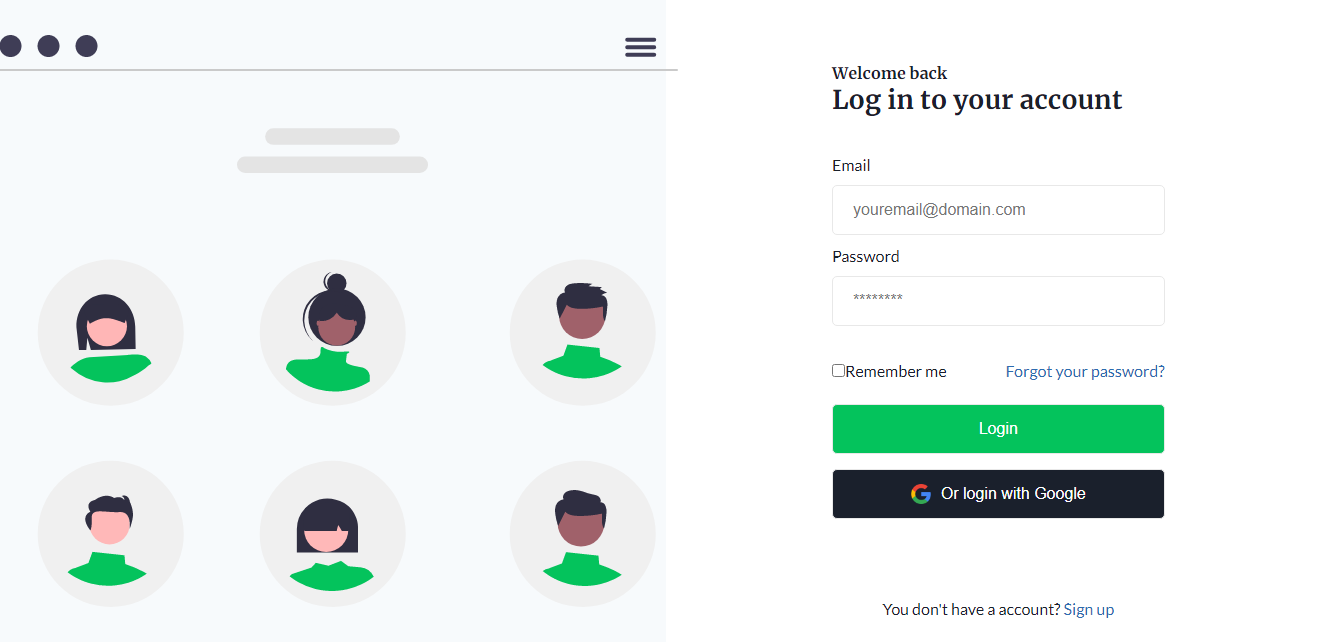 Welcome back
Log in to your account
Email
youremail@domain.com
Password
********
Remember me
Forgot your password?
Login
Or login with Google
You don't have a account? Sign up